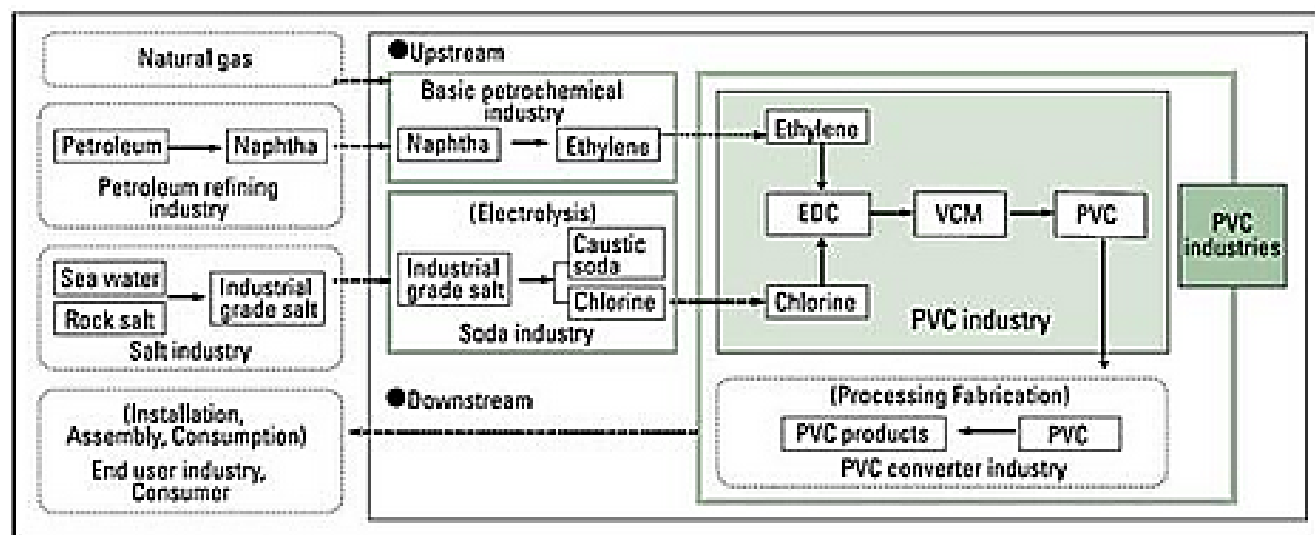 Natural gas
Petroleum
Naphtha
Petroleum refining
industry
Sea water
Rock salt
Industrial
grade salt
Salt industry
(Installation,
Assembly, Consumption)
End user industry,
Consumer
●Upstream
Basic petrochemical
industry
Naphtha
Ethylene
(Electrolysis)
Industrial
grade salt
Caustic
soda
Chlorine
Soda industry
●Downstream
Ethylene
EDC
VCM
PVC
Chlorine
PVC industry
PVC
industries
(Processing Fabrication)
PVC products
PVC
PVC converter industry